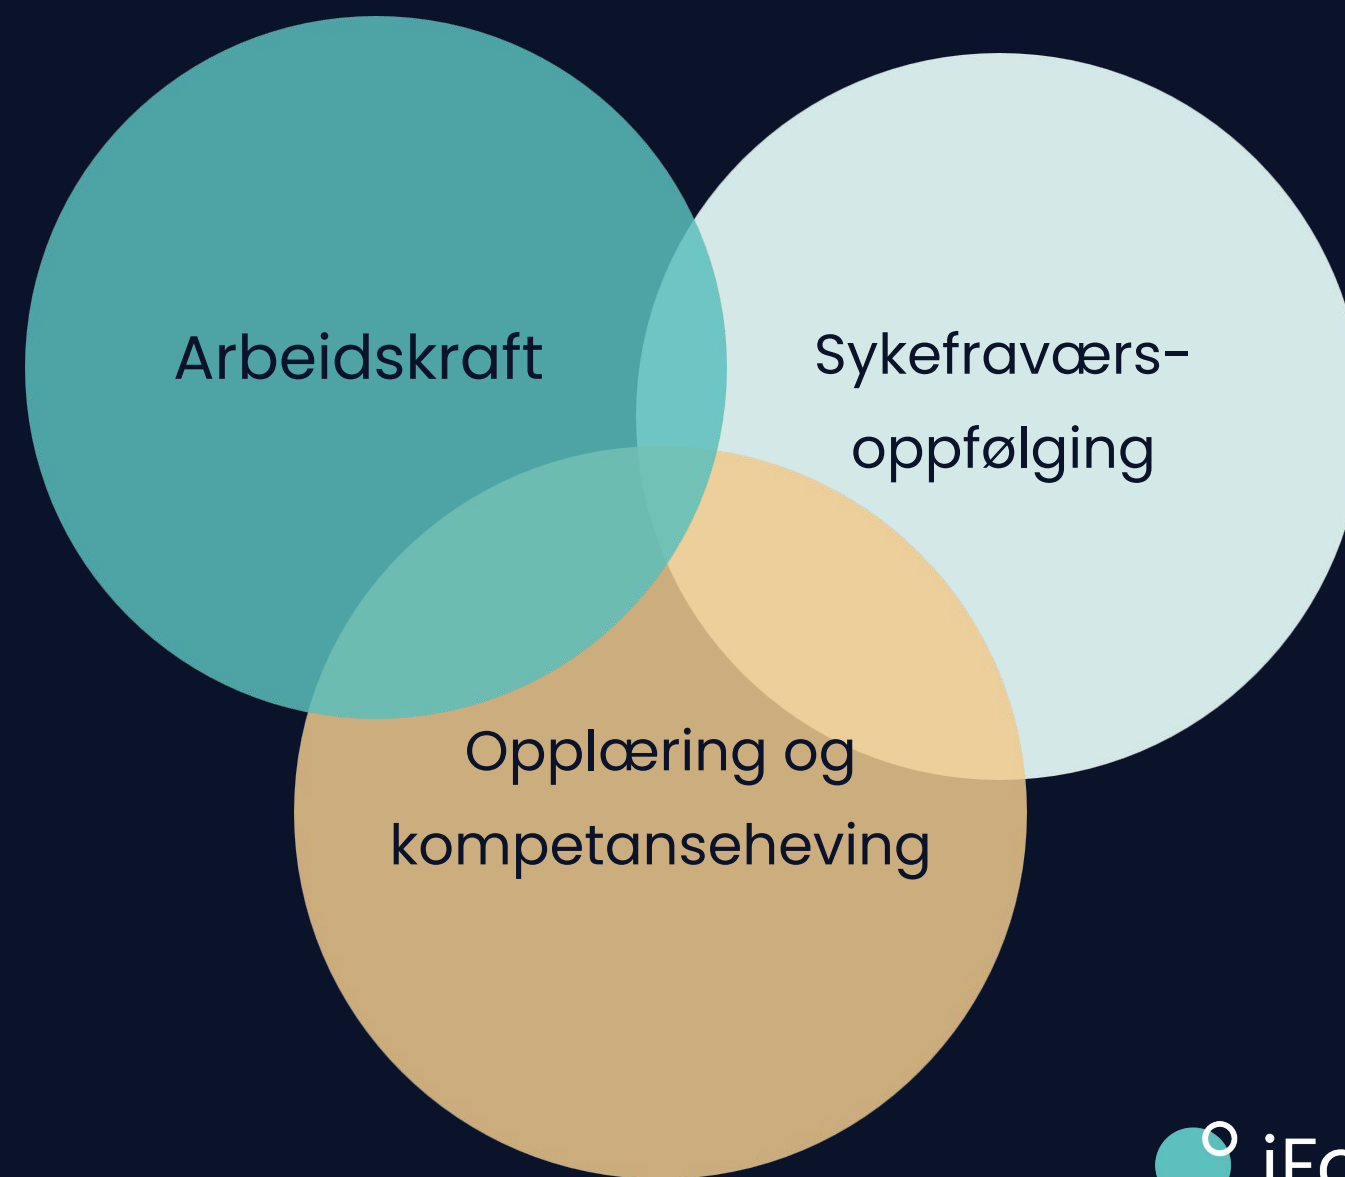 Arbeidskraft
Sykefraværs-
oppfølging
Opplæring og
kompetanseheving